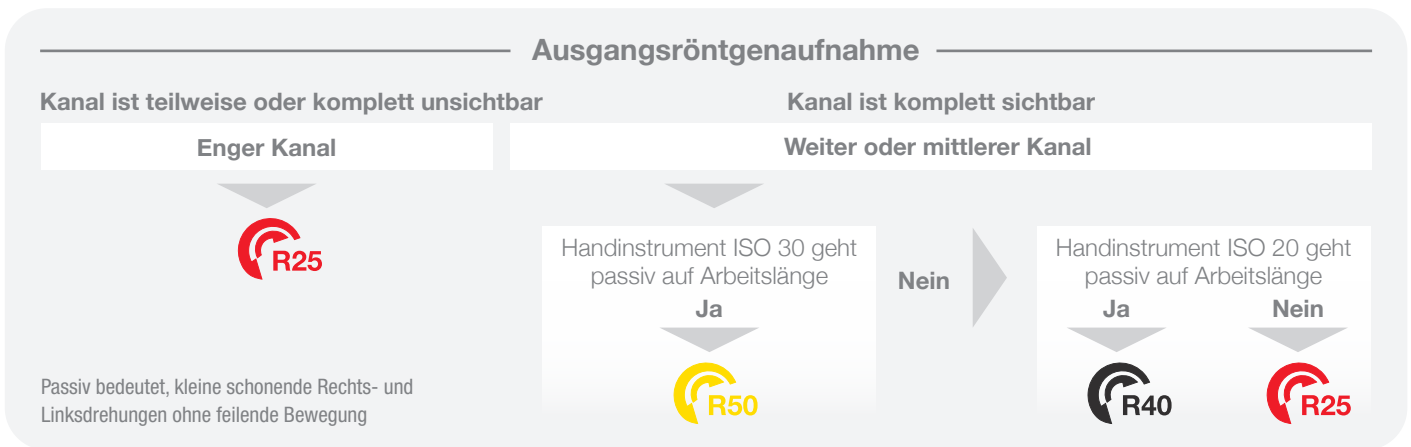 Ausgangsröntgenaufnahme
Kanal ist teilweise oder komplett unsichtbar
Kanal ist komplett sichtbar
Enger Kanal
Weiter oder mittlerer Kanal
R25
Handinstrument ISO 30 geht
passiv auf Arbeitslänge
Ja
R50
Nein
Handinstrument ISO 20 geht
passiv auf Arbeitslänge
Ja
Nein
R40
R25
Passiv bedeutet, kleine schonende Rechts- und
Linksdrehungen ohne feilende Bewegung